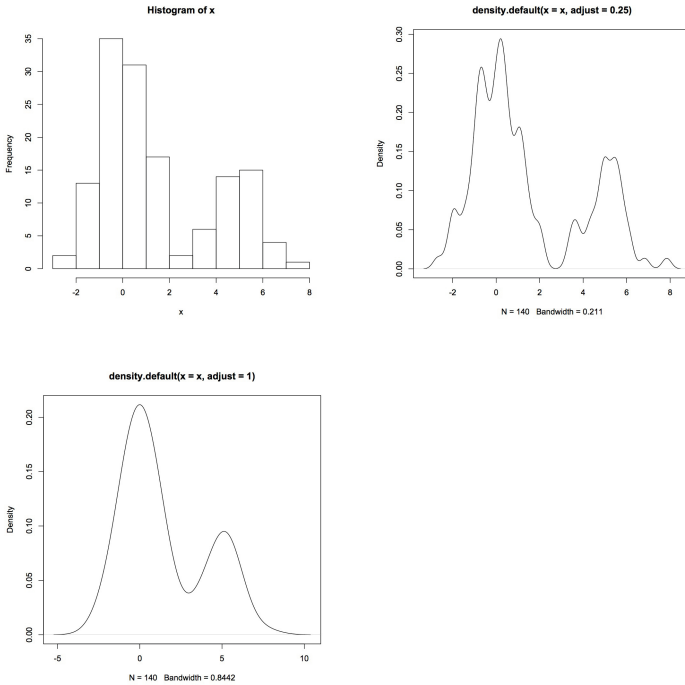 Histogram of x
Frequency
35
30
25
20
15
10
5
0
-2 0 2 4 6 8
x
density.default(x = x, adjust = 0.25)
Density
0.30
0.25
0.20
0.15
0.10
0.05
0.00
-2 0 2 4 6 8
N = 140 Bandwidth = 0.211
density.default(x = x, adjust = 1)
Density
0.20
0.15
0.10
0.05
0.00
-5 0 5 10
N = 140 Bandwidth = 0.8442